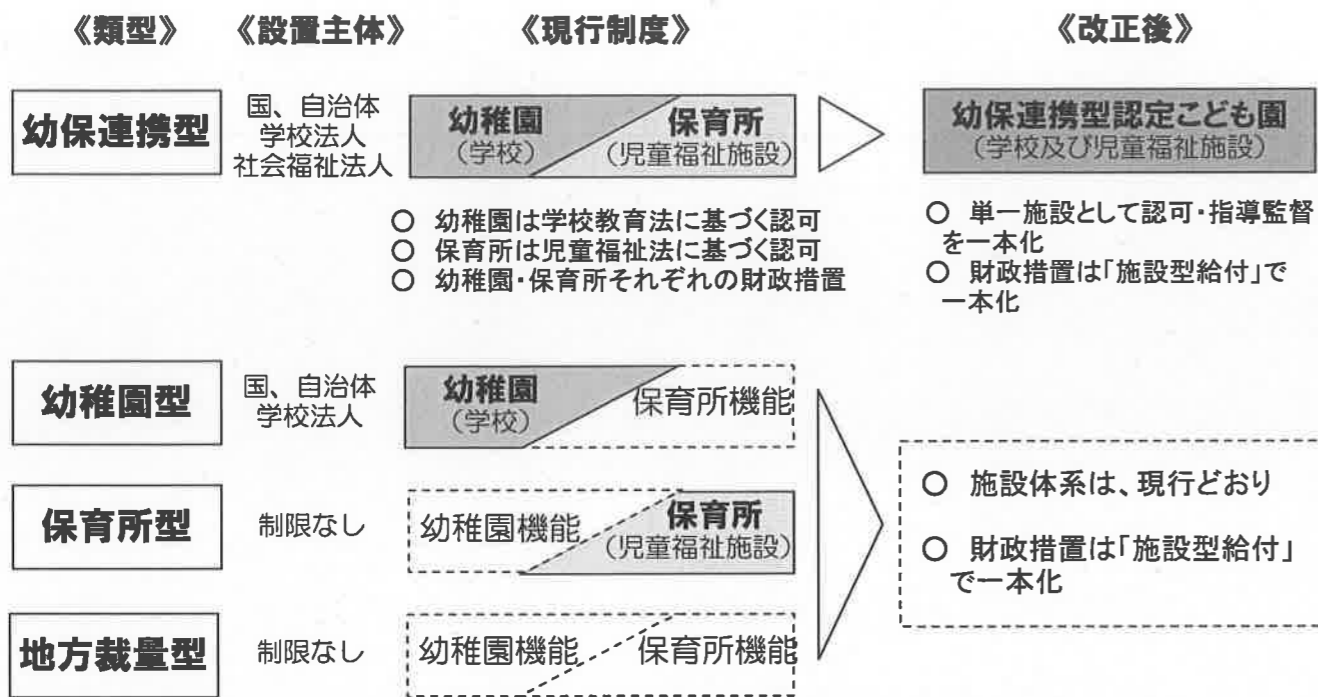 《類型》 《設置主体》 《現行制度》 《改正後》
幼保連携型
国、自治体
学校法人
社会福祉法人
幼稚園
(学校)
保育所
(児童福祉施設)
幼保連携型認定こども園
(学校及び児童福祉施設)
○ 幼稚園は学校教育法に基づく認可
○ 保育所は児童福祉法に基づく認可
○ 幼稚園・保育所それぞれの財政措置
○ 単一施設として認可・指導監督
を一本化
○ 財政措置は「施設型給付」で
一本化
幼稚園型
国、自治体
学校法人
幼稚園
(学校)
保育所機能
保育所型
制限なし
幼稚園機能
保育所
(児童福祉施設)
地方裁量型
制限なし
幼稚園機能
保育所機能
○ 施設体系は、現行どおり
○ 財政措置は「施設型給付」
で一本化